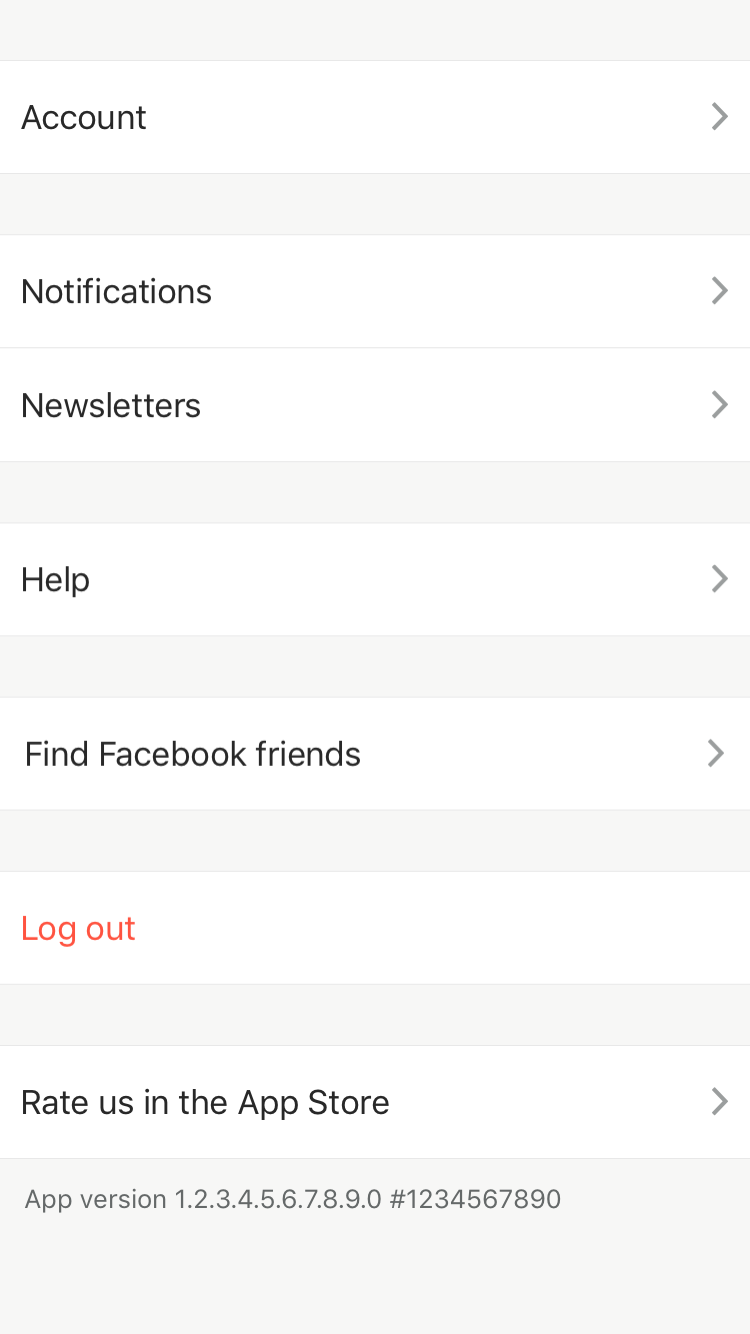 Account
Notifications
Newsletters
Help
Find Facebook friends
Log out
Rate us in the App Store
App version 1.2.3.4.5.6.7.8.9.0 #1234567890